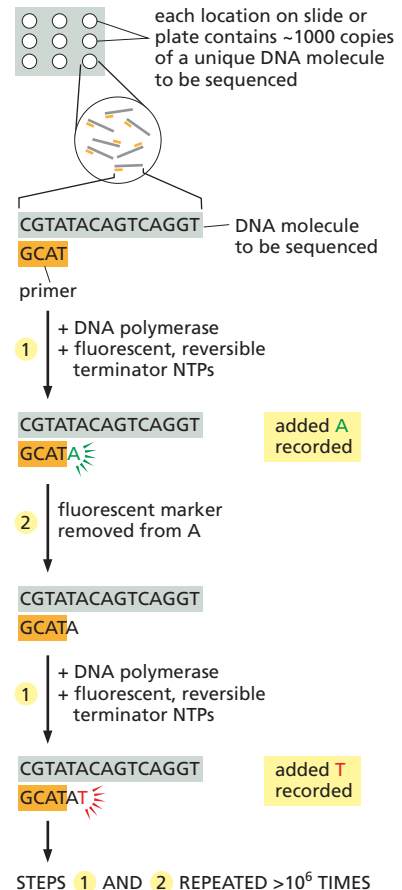 each location on slide or
plate contains ~1000 copies
of a unique DNA molecule
to be sequenced
CGTATACAGTCAGGT
DNA molecule
to be sequenced
GCAT
primer
1
+ DNA polymerase
+ fluorescent, reversible
terminator NTPs
CGTATACAGTCAGGT
GCATA
added A
recorded
2
fluorescent marker
removed from A
CGTATACAGTCAGGT
GCATA
1
+ DNA polymerase
+ fluorescent, reversible
terminator NTPs
CGTATACAGTCAGGT
GCATAT
added T
recorded
STEPS 1 AND 2 REPEATED >10⁶ TIMES